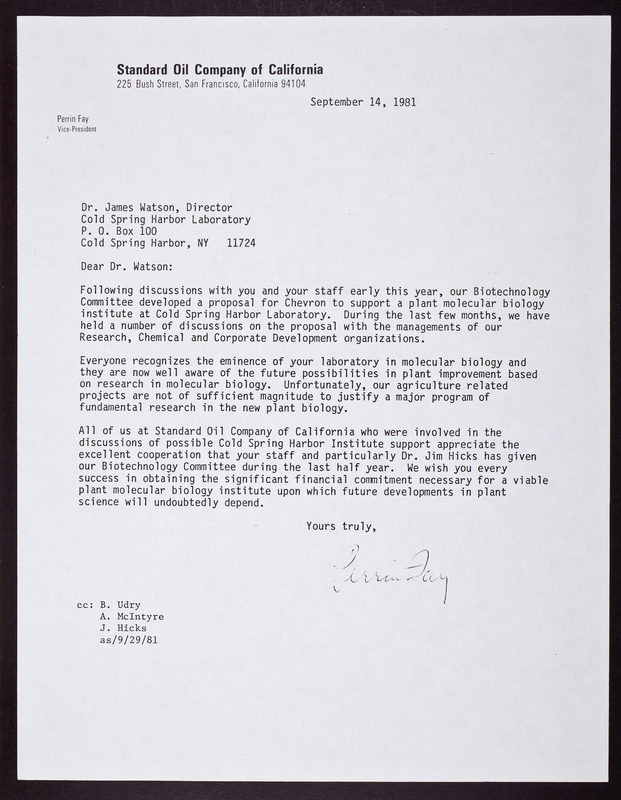 Standard Oil Company of California
225 Bush Street, San Francisco, California 94104
September 14, 1981
Perrin Fay
Vice-President
Dr. James Watson, Director
Cold Spring Harbor Laboratory
P. O. Box 100
Cold Spring Harbor, NY 11724
Dear Dr. Watson:
Following discussions with you and your staff early this year, our Biotechnology
Committee developed a proposal for Chevron to support a plant molecular biology
institute at Cold Spring Harbor Laboratory. During the last few months, we have
held a number of discussions on the proposal with the managements of our
Research, Chemical and Corporate Development organizations.
Everyone recognizes the eminence of your laboratory in molecular biology and
they are now well aware of the future possibilities in plant improvement based
on research in molecular biology. Unfortunately, our agriculture related
projects are not of sufficient magnitude to justify a major program of
fundamental research in the new plant biology.
All of us at Standard Oil Company of California who were involved in the
discussions of possible Cold Spring Harbor Institute support appreciate the
excellent cooperation that your staff and particularly Dr. Jim Hicks has given
our Biotechnology Committee during the last half year. We wish you every
success in obtaining the significant financial commitment necessary for a viable
plant molecular biology institute upon which future developments in plant
science will undoubtedly depend.
Yours truly,
Perrin Fay
cc: B. Udry
A. McIntyre
J. Hicks
as/9/29/81